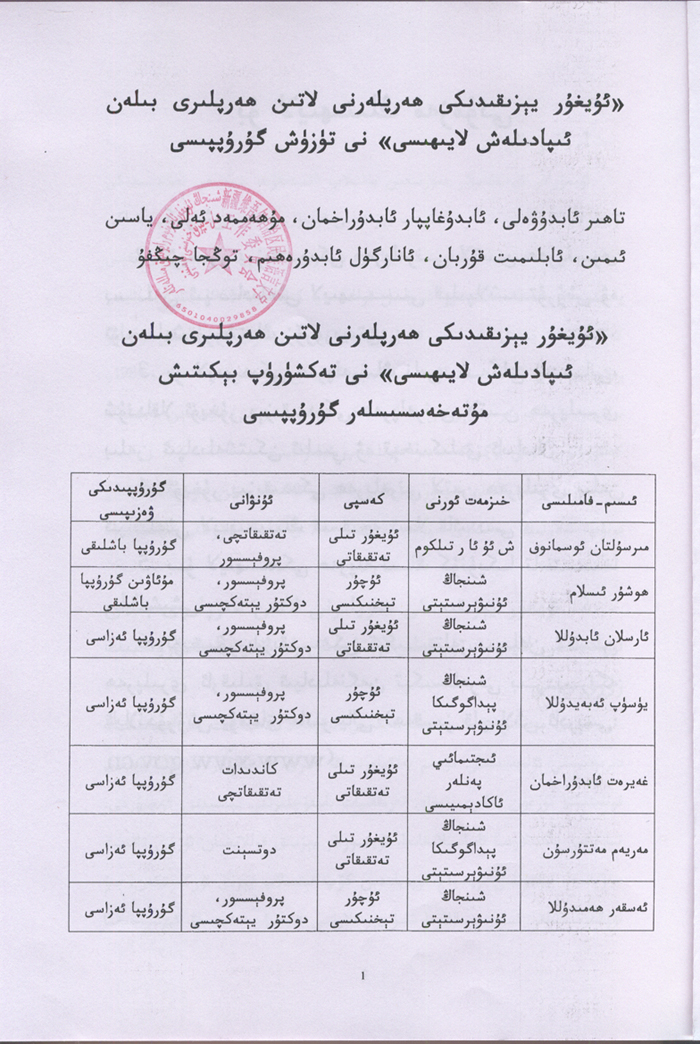 «ئۇيغۇر يېزىقىدىكى ھەرپلەرنى لاتىن ھەرپلىرى بىلەن
ئىپادىلەش لايىھىسى» نى تۈزۈش گۇرۇپپىسى
تاھىر ئابدۇۋەلى، ئابدۇغاپپار ئابدۇراخمان، مۇھەممەد ئەلى، ياسىن
ئىمىن، ئابلىمىت قۇربان، ئانارگۈل ئابدۇرەھىم، توڭجا چىڭفۇ
6501040039858
«ئۇيغۇر يېزىقىدىكى ھەرپلەرنى لاتىن ھەرپلىرى بىلەن
ئىپادىلەش لايىھىسى» نى تەكشۈرۈپ بېكىتىش
مۇتەخەسسىسلەر گۇرۇپپىسى
ئىسىم-فامىلىسى خىزمەت ئورنى كەسپى ئۇنۋانى گۇرۇپپىدىكى
ۋەزىپىسى
مىرسۇلتان ئوسمانوف ش ئۇ ئا ر تىلكوم ئۇيغۇر تىلى
تەتقىقاتى تەتقىقاتچى،
پروفېسسور گۇرۇپپا باشلىقى
ھوشۇر ئىسلام شىنجاڭ
ئۇنىۋېرسىتېتى ئۇچۇر
تېخنىكىسى پروفېسسور،
دوكتۇر يېتەكچىسى مۇئاۋىن گۇرۇپپا
باشلىقى
ئارسلان ئابدۇللا شىنجاڭ
ئۇنىۋېرسىتېتى ئۇيغۇر تىلى
تەتقىقاتى پروفېسسور،
دوكتۇر يېتەكچىسى گۇرۇپپا ئەزاسى
يۈسۈپ ئەبەيدۇللا شىنجاڭ
پېداگوگىكا
ئۇنىۋېرسىتېتى ئۇچۇر
تېخنىكىسى پروفېسسور،
دوكتۇر يېتەكچىسى گۇرۇپپا ئەزاسى
غەيرەت ئابدۇراخمان ئىجتىمائىي
پەنلەر
ئاكادېمىيىسى ئۇيغۇر تىلى
تەتقىقاتى كاندىدات
تەتقىقاتچى گۇرۇپپا ئەزاسى
مەريەم مەتتۇرسۇن شىنجاڭ
پېداگوگىكا
ئۇنىۋېرسىتېتى ئۇيغۇر تىلى
تەتقىقاتى دوتسېنت گۇرۇپپا ئەزاسى
ئەسقەر ھەمدۇللا شىنجاڭ
ئۇنىۋېرسىتېتى ئۇچۇر
تېخنىكىسى پروفېسسور،
دوكتۇر يېتەكچىسى گۇرۇپپا ئەزاسى
1